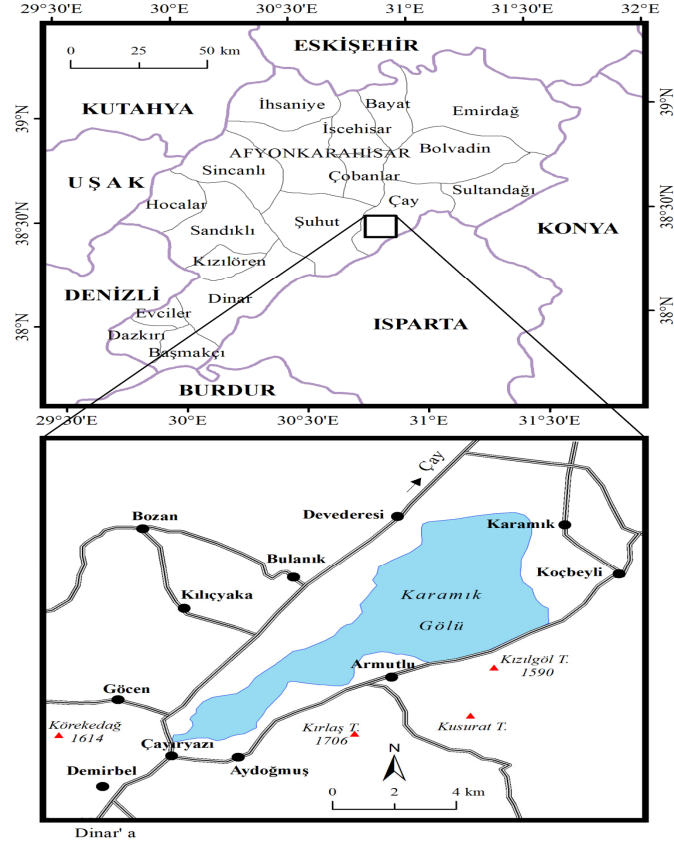 29°30'E 30°E 30°30'E 31°E 31°30'E 32°E
ESKİŞEHİR
0 25 50 km
KUTAHYA
İhsaniye
Bayat
Emirdağ
39°N
39°N
İscehisar
AFYONKARAHİSAR
Bolvadin
Sincanlı
Çobanlar
UŞAK
Sultandağı
Hocalar
Çay
38°30'N
38°30'N
Şuhut
Sandıklı
KONYA
Kızılören
DENİZLİ
Dinar
Evciler
ISPARTA
38°N
38°N
Dazkırı
Başmakçı
BURDUR
29°30'E 30°E 30°30'E 31°E 31°30'E
Çay
Bozan
Devederesi
Karamık
Bulanık
Koçbeyli
Kılıçyaka
Karamık
Gölü
Armutlu
Kızılgöl T.
1590
Göcen
Körekedağ
1614
Kırlaş T.
1706
Kusurat T.
Çayıryazı
Aydoğmuş
Demirbel
N
0 2 4 km
Dinar' a